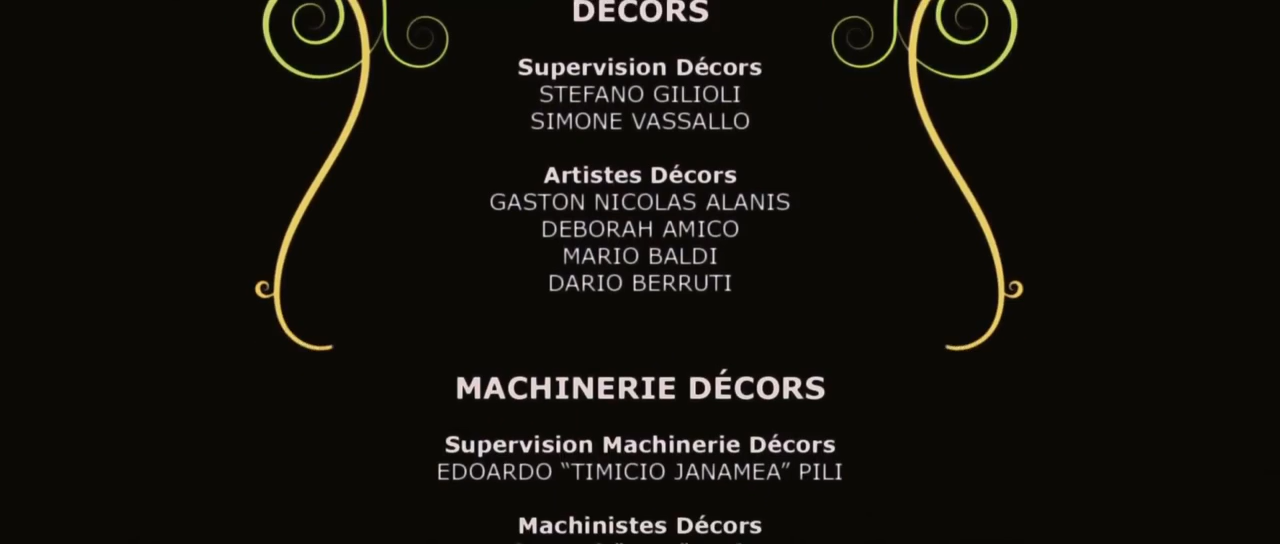 DÉCORS
Supervision Décors
STEFANO GILIOLI
SIMONE VASSALLO
Artistes Décors
GASTON NICOLAS ALANIS
DEBORAH AMICO
MARIO BALDI
DARIO BERRUTI
MACHINERIE DÉCORS
Supervision Machinerie Décors
EDOARDO “TIMICIO JANAMEA” PILI
Machinistes Décors